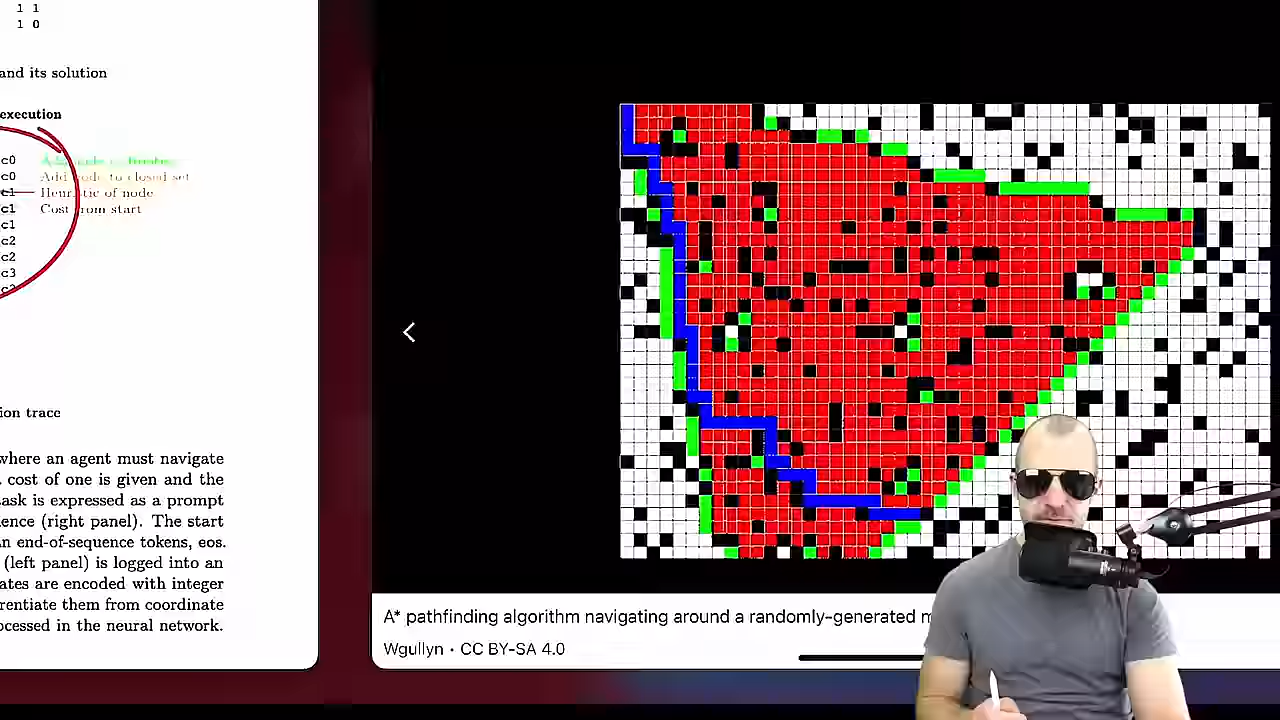 1 1
1 0
and its solution
execution
c0
c0 Add node to closed set
c1 Heuristic of node
c1 Cost from start
c1
c2
c2
c3
ion trace
where an agent must navigate
cost of one is given and the
ask is expressed as a prompt
ence (right panel). The start
n end-of-sequence tokens, eos.
(left panel) is logged into an
ates are encoded with integer
rentiate them from coordinate
ocessed in the neural network.
A* pathfinding algorithm navigating around a randomly-generated m
Wgullyn • CC BY-SA 4.0